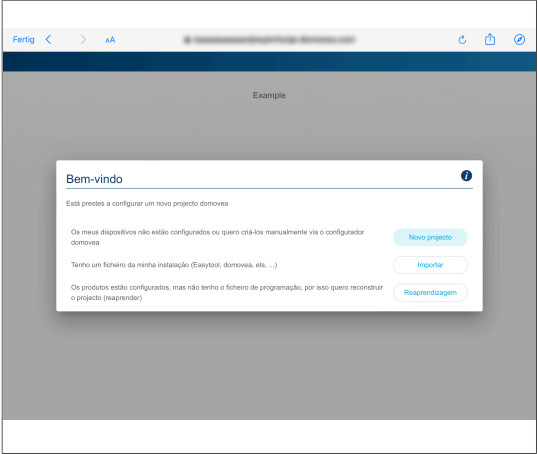 Fertig
AA
Example
Bem-vindo
i
Está prestes a configurar um novo projecto domovea
Os meus dispositivos não estão configurados ou quero criá-los manualmente via o configurador
domovea
Novo projecto
Tenho um ficheiro da minha instalação (Easytool, domovea, ets, ...)
Importar
Os produtos estão configurados, mas não tenho o ficheiro de programação, por isso quero reconstruir
o projecto (reaprender)
Reaprendizagem